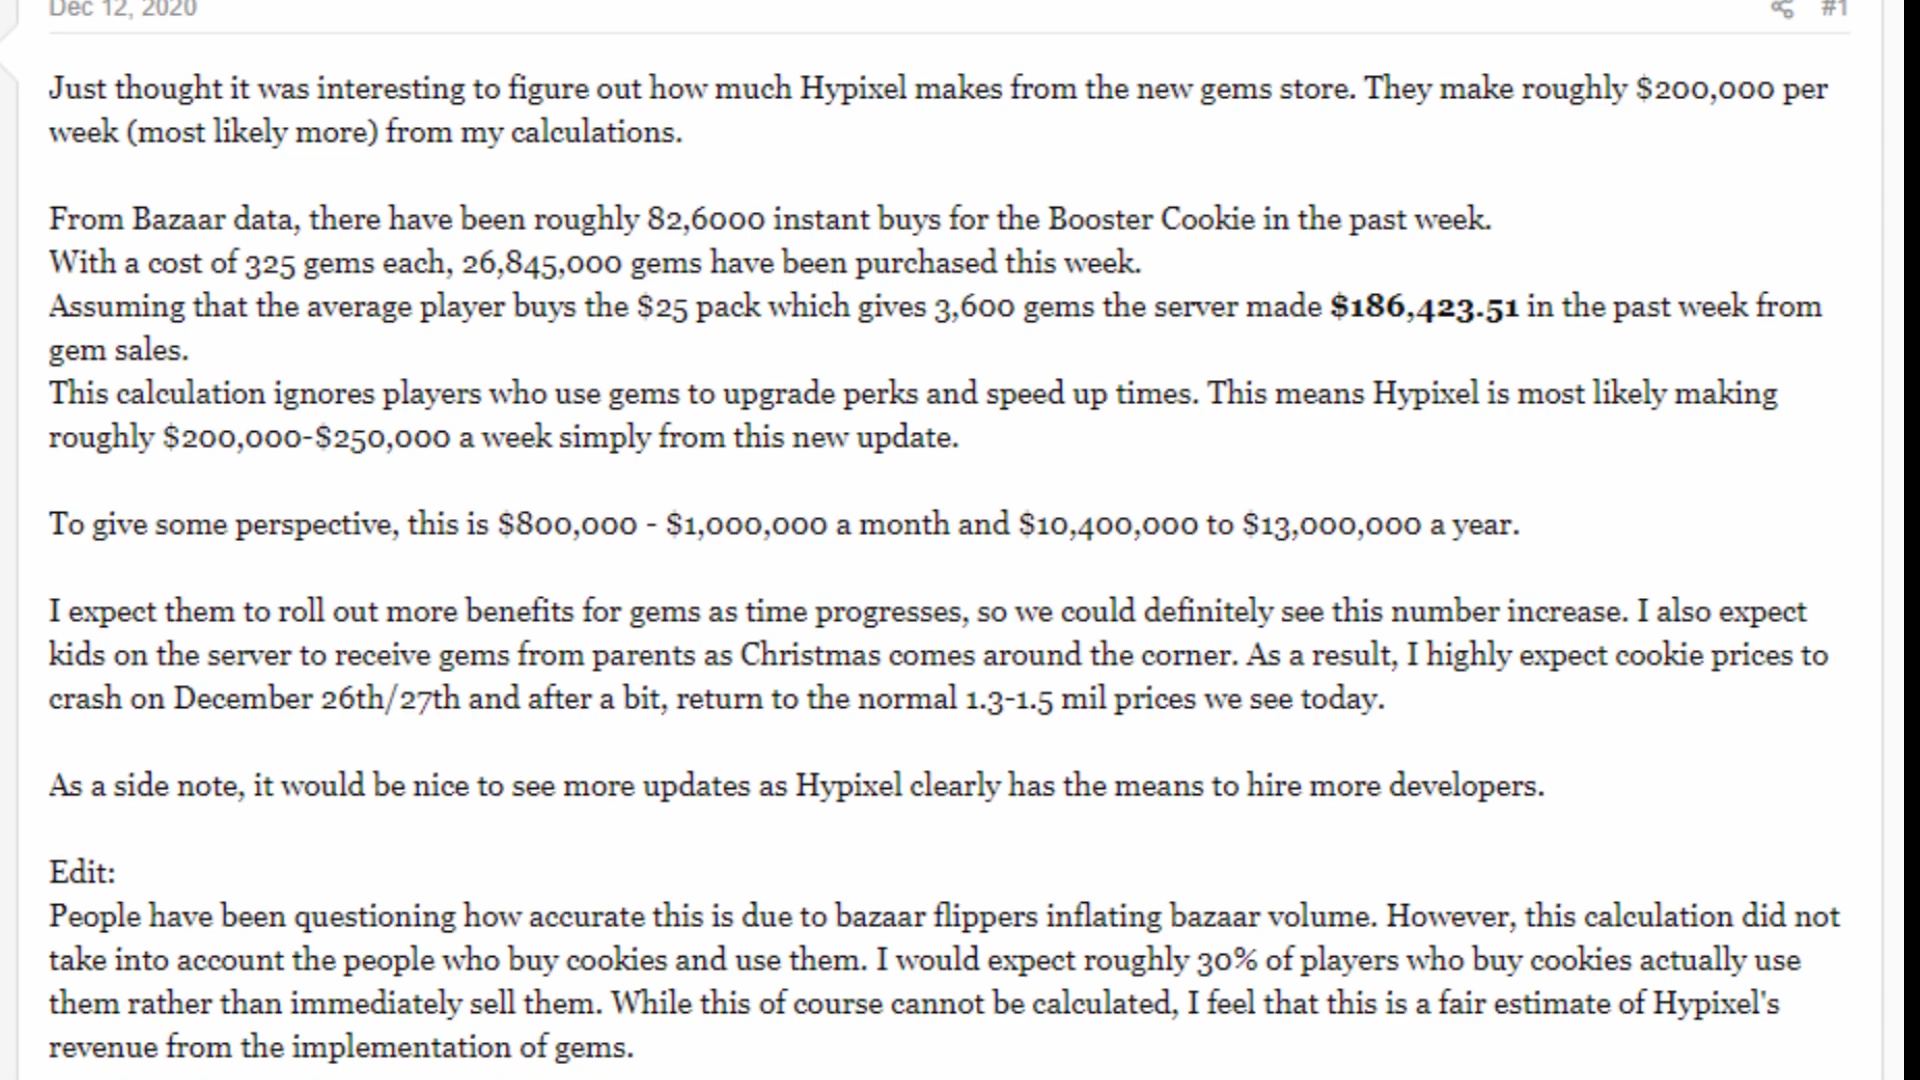 Dec 12, 2020
#1
Just thought it was interesting to figure out how much Hypixel makes from the new gems store. They make roughly $200,000 per
week (most likely more) from my calculations.
From Bazaar data, there have been roughly 82,6000 instant buys for the Booster Cookie in the past week.
With a cost of 325 gems each, 26,845,000 gems have been purchased this week.
Assuming that the average player buys the $25 pack which gives 3,600 gems the server made $186,423.51 in the past week from
gem sales.
This calculation ignores players who use gems to upgrade perks and speed up times. This means Hypixel is most likely making
roughly $200,000-$250,000 a week simply from this new update.
To give some perspective, this is $800,000 - $1,000,000 a month and $10,400,000 to $13,000,000 a year.
I expect them to roll out more benefits for gems as time progresses, so we could definitely see this number increase. I also expect
kids on the server to receive gems from parents as Christmas comes around the corner. As a result, I highly expect cookie prices to
crash on December 26th/27th and after a bit, return to the normal 1.3-1.5 mil prices we see today.
As a side note, it would be nice to see more updates as Hypixel clearly has the means to hire more developers.
Edit:
People have been questioning how accurate this is due to bazaar flippers inflating bazaar volume. However, this calculation did not
take into account the people who buy cookies and use them. I would expect roughly 30% of players who buy cookies actually use
them rather than immediately sell them. While this of course cannot be calculated, I feel that this is a fair estimate of Hypixel's
revenue from the implementation of gems.